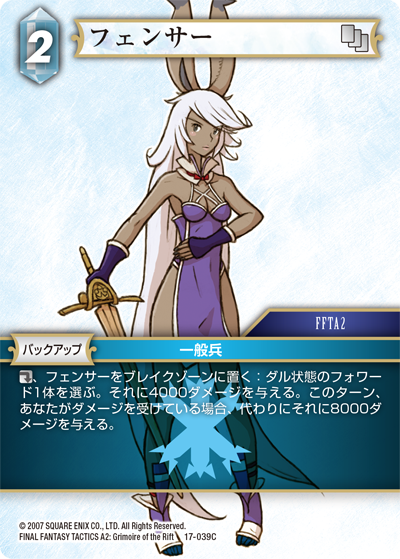 2
フェンサー
FFTA2
バックアップ
一般兵
、フェンサーをブレイクゾーンに置く：ダル状態のフォワー
ド1体を選ぶ。それに4000ダメージを与える。このターン、
あなたがダメージを受けている場合、代わりにそれに8000ダ
メージを与える。
© 2007 SQUARE ENIX CO., LTD. All Rights Reserved.
FINAL FANTASY TACTICS A2: Grimoire of the Rift 17-039C